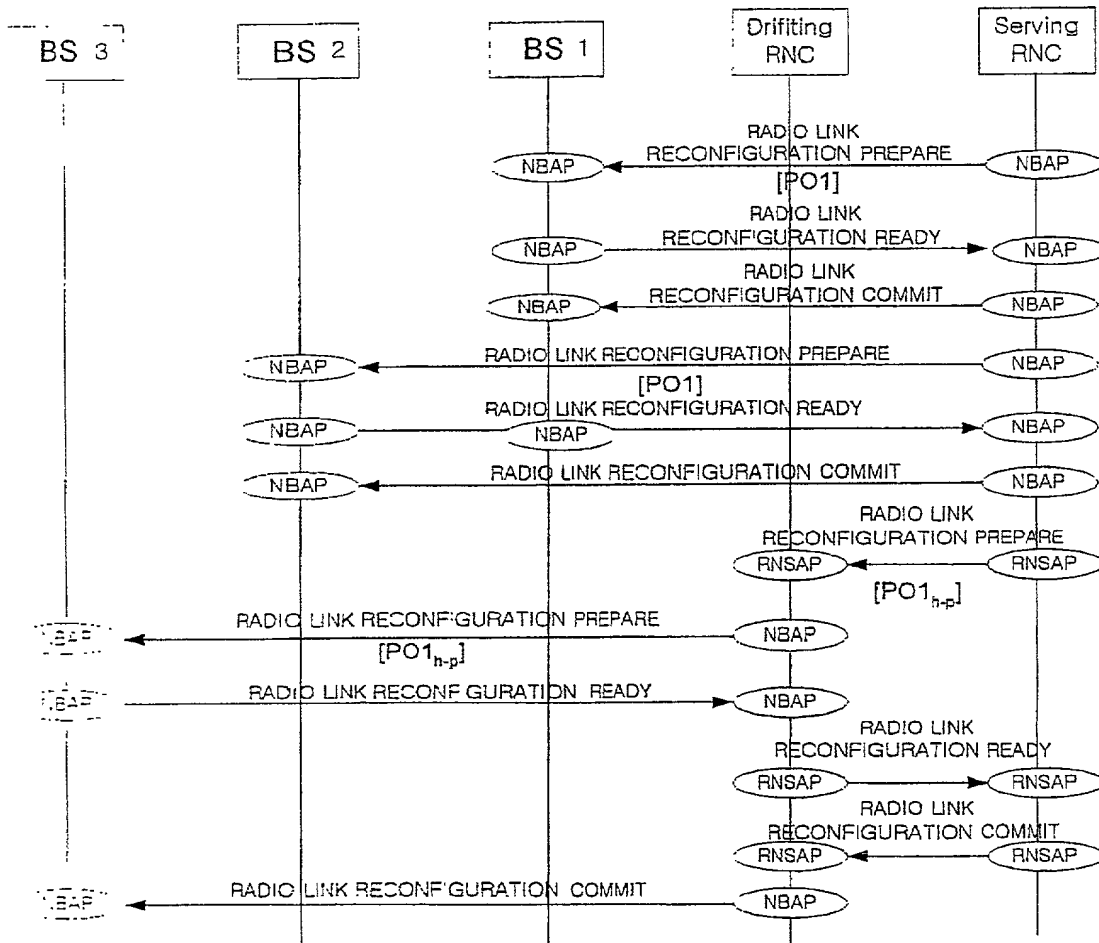 BS 3
BS 2
BS 1
Drifiting
RNC
Serving
RNC
RADIO LINK
RECONFIGURATION PREPARE
NBAP
NBAP
[PO1]
RADIO LINK
RECONFIGURATION READY
NBAP
NBAP
RADIO LINK
RECONFIGURATION COMMIT
NBAP
NBAP
RADIO LINK RECONFIGURATION PREPARE
NBAP
NBAP
[PO1]
RADIO LINK RECONFIGURATION READY
NBAP
NBAP
NBAP
RADIO LINK RECONFIGURATION COMMIT
NBAP
NBAP
RADIO LINK
RECONFIGURATION PREPARE
RNSAP
RNSAP
[PO1h-p]
RADIO LINK RECONFIGURATION PREPARE
NBAP
[PO1h-p]
RADIO LINK RECONF GURATION READY
NBAP
RADIO LINK
RECONFIGURATION READY
RNSAP
RNSAP
RADIO LINK
RECONFIGURATION COMMIT
RNSAP
RNSAP
RADIO LINK RECONFIGURATION COMMIT
NBAP